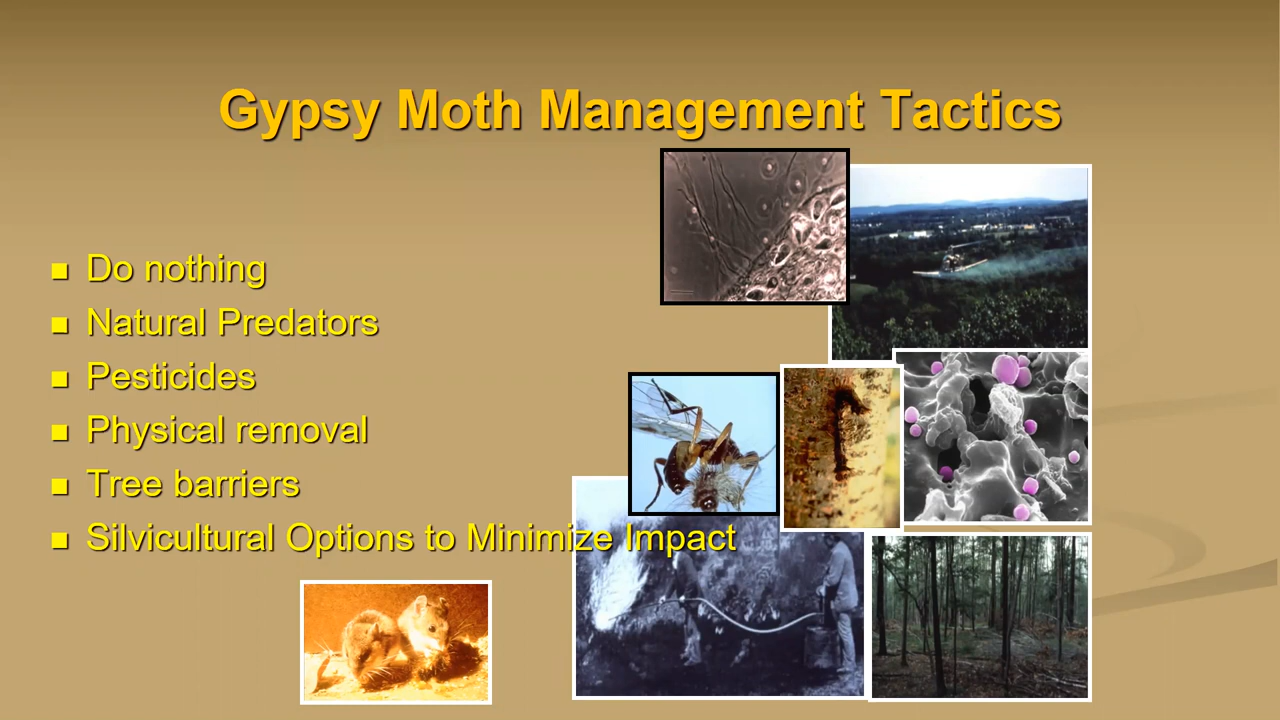 Gypsy Moth Management Tactics
Do nothing
Natural Predators
Pesticides
Physical removal
Tree barriers
Silvicultural Options to Minimize Impact